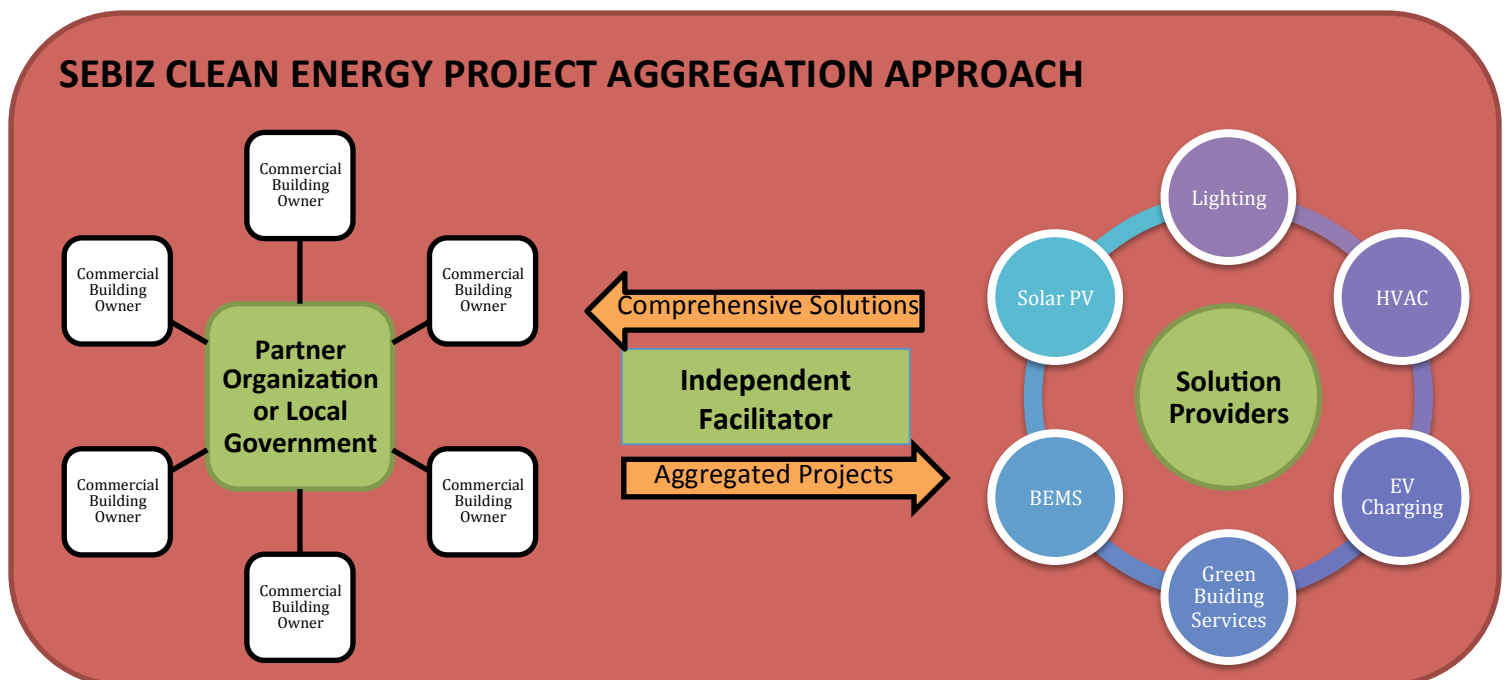 SEBIZ CLEAN ENERGY PROJECT AGGREGATION APPROACH
Commercial
Building
Owner
Commercial
Building
Owner
Commercial
Building
Owner
Partner
Organization
or Local
Government
Commercial
Building
Owner
Commercial
Building
Owner
Commercial
Building
Owner
Comprehensive Solutions
Independent
Facilitator
Aggregated Projects
Lighting
Solar PV
HVAC
Solution
Providers
BEMS
EV
Charging
Green
Buiding
Services